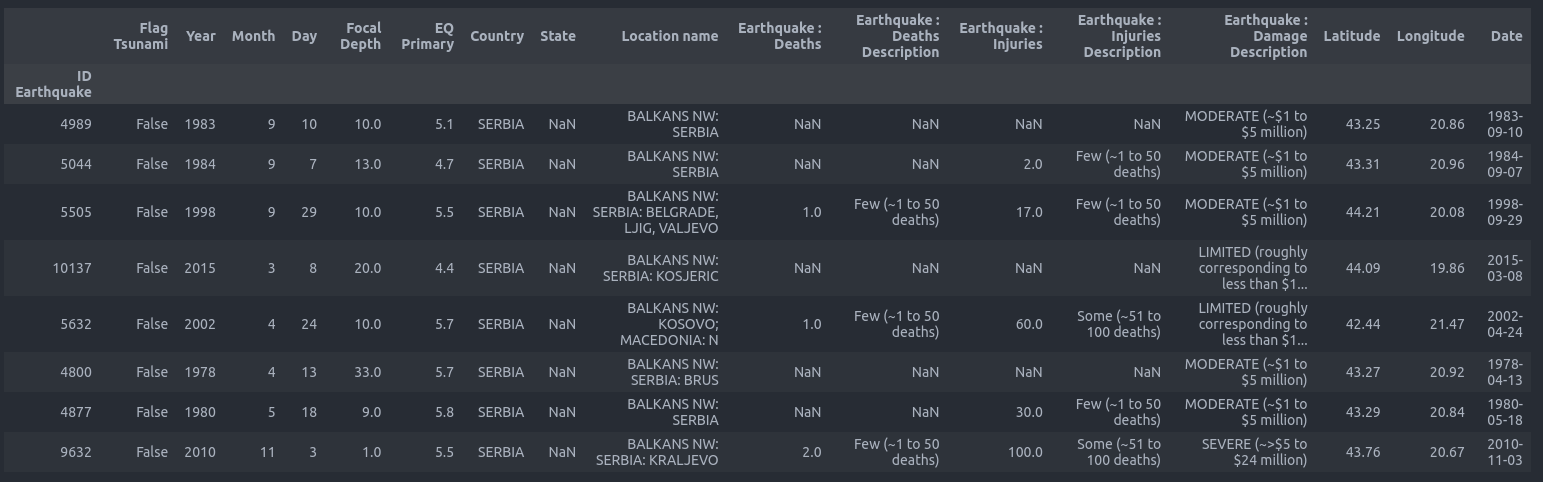 Flag Tsunami Year Month Day Focal Depth EQ Primary Country State Location name Earthquake : Deaths Earthquake : Deaths Description Earthquake : Injuries Earthquake : Injuries Description Earthquake : Damage Description Latitude Longitude Date
ID Earthquake
4989 False 1983 9 10 10.0 5.1 SERBIA NaN BALKANS NW: SERBIA NaN NaN NaN NaN MODERATE (~$1 to $5 million) 43.25 20.86 1983-09-10
5044 False 1984 9 7 13.0 4.7 SERBIA NaN BALKANS NW: SERBIA NaN NaN 2.0 Few (~1 to 50 deaths) MODERATE (~$1 to $5 million) 43.31 20.96 1984-09-07
5505 False 1998 9 29 10.0 5.5 SERBIA NaN BALKANS NW: SERBIA: BELGRADE, LJIG, VALJEVO 1.0 Few (~1 to 50 deaths) 17.0 Few (~1 to 50 deaths) MODERATE (~$1 to $5 million) 44.21 20.08 1998-09-29
10137 False 2015 3 8 20.0 4.4 SERBIA NaN BALKANS NW: SERBIA: KOSJERIC NaN NaN NaN NaN LIMITED (roughly corresponding to less than $1... 44.09 19.86 2015-03-08
5632 False 2002 4 24 10.0 5.7 SERBIA NaN BALKANS NW: KOSOVO; MACEDONIA: N 1.0 Few (~1 to 50 deaths) 60.0 Some (~51 to 100 deaths) LIMITED (roughly corresponding to less than $1... 42.44 21.47 2002-04-24
4800 False 1978 4 13 33.0 5.7 SERBIA NaN BALKANS NW: SERBIA: BRUS NaN NaN NaN NaN MODERATE (~$1 to $5 million) 43.27 20.92 1978-04-13
4877 False 1980 5 18 9.0 5.8 SERBIA NaN BALKANS NW: SERBIA NaN NaN 30.0 Few (~1 to 50 deaths) MODERATE (~$1 to $5 million) 43.29 20.84 1980-05-18
9632 False 2010 11 3 1.0 5.5 SERBIA NaN BALKANS NW: SERBIA: KRALJEVO 2.0 Few (~1 to 50 deaths) 100.0 Some (~51 to 100 deaths) SEVERE (~>$5 to $24 million) 43.76 20.67 2010-11-03